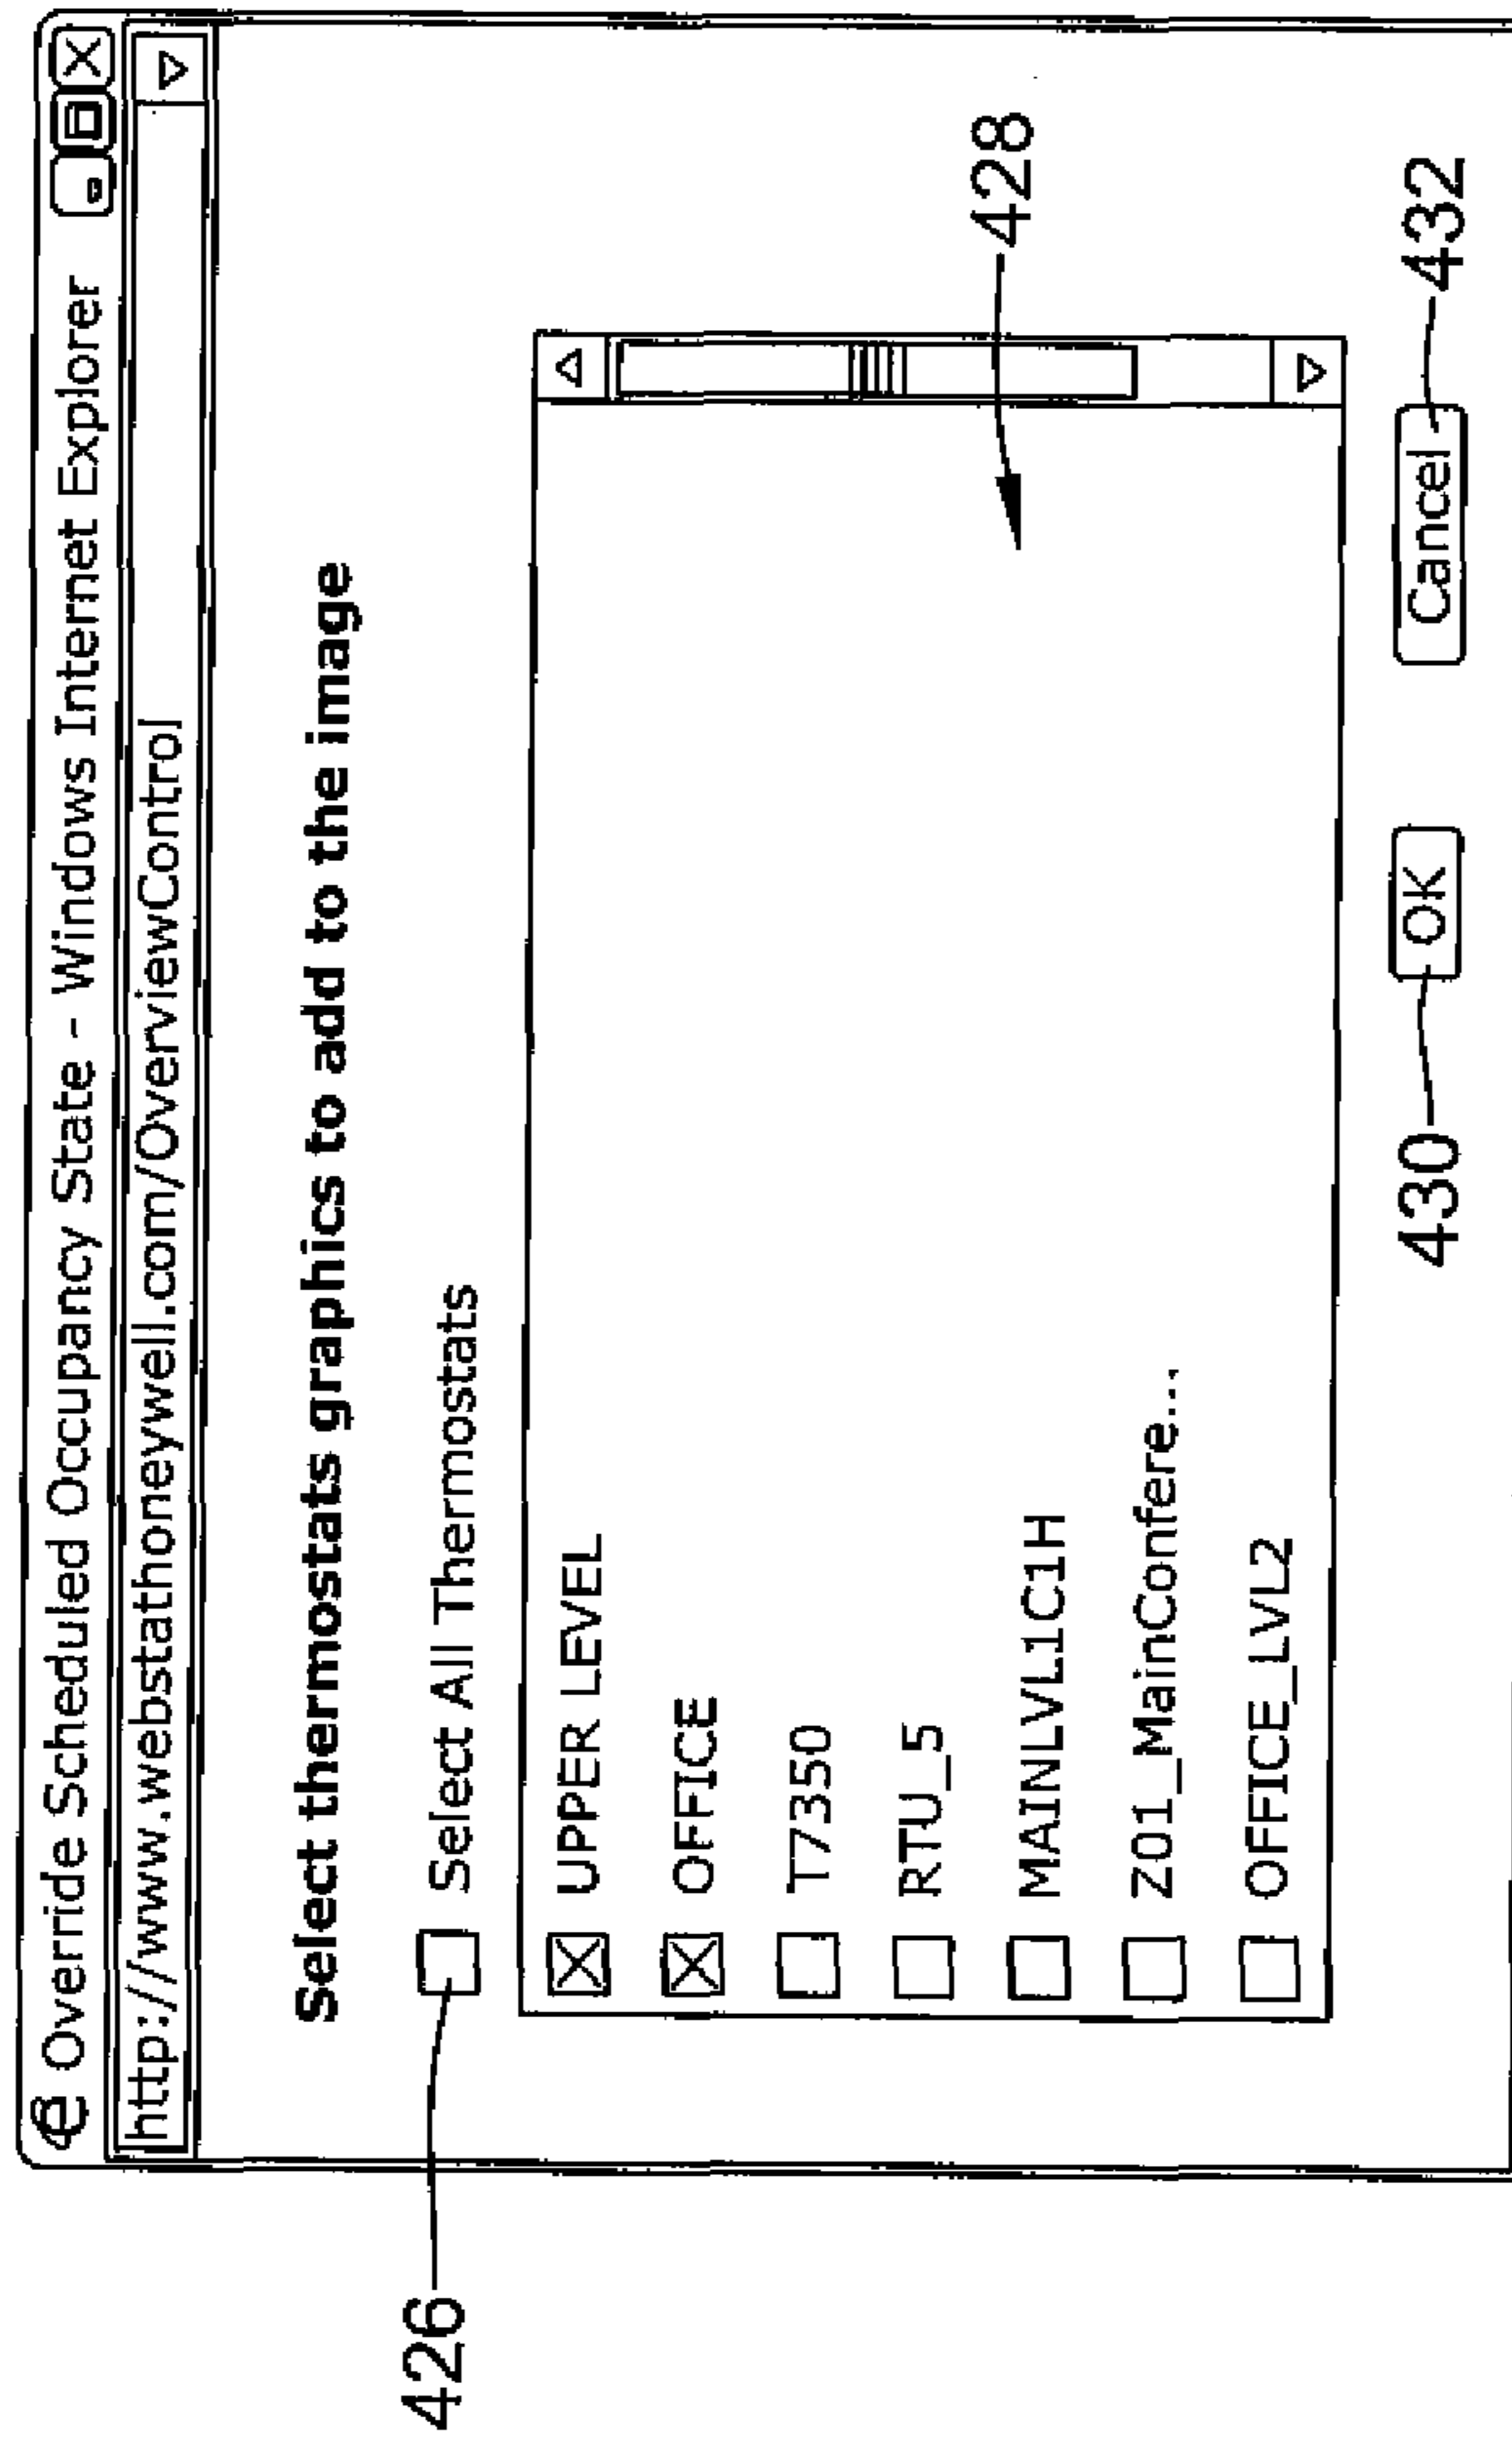 Override Scheduled Occupancy State - Windows Internet Explorer
http://www.webstathoneywell.com/OverviewControl
Select thermostats graphics to add to the image
426
Select All Thermostats
UPPER LEVEL
OFFICE
T7350
RTU_5
MAINLVL1C1H
428
Z01_MainConfere...
OFFICE_LVL2
430
OK
Cancel
432